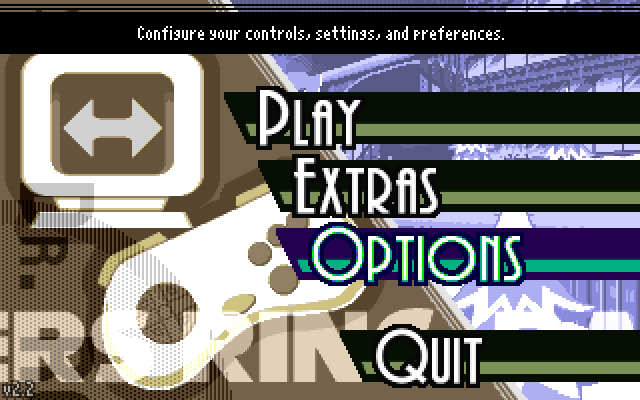 Configure your controls, settings, and preferences.
PLAY
EXTRAS
OPTIONS
QUIT
v2.2